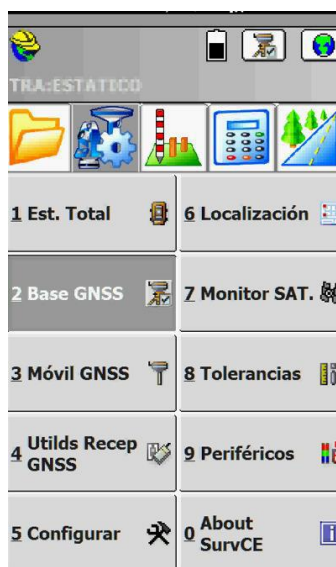 TRA:ESTATICO
1 Est. Total
6 Localización
2 Base GNSS
7 Monitor SAT.
3 Móvil GNSS
8 Tolerancias
4 Utilds Recep
GNSS
9 Periféricos
5 Configurar
0 About
SurvCE